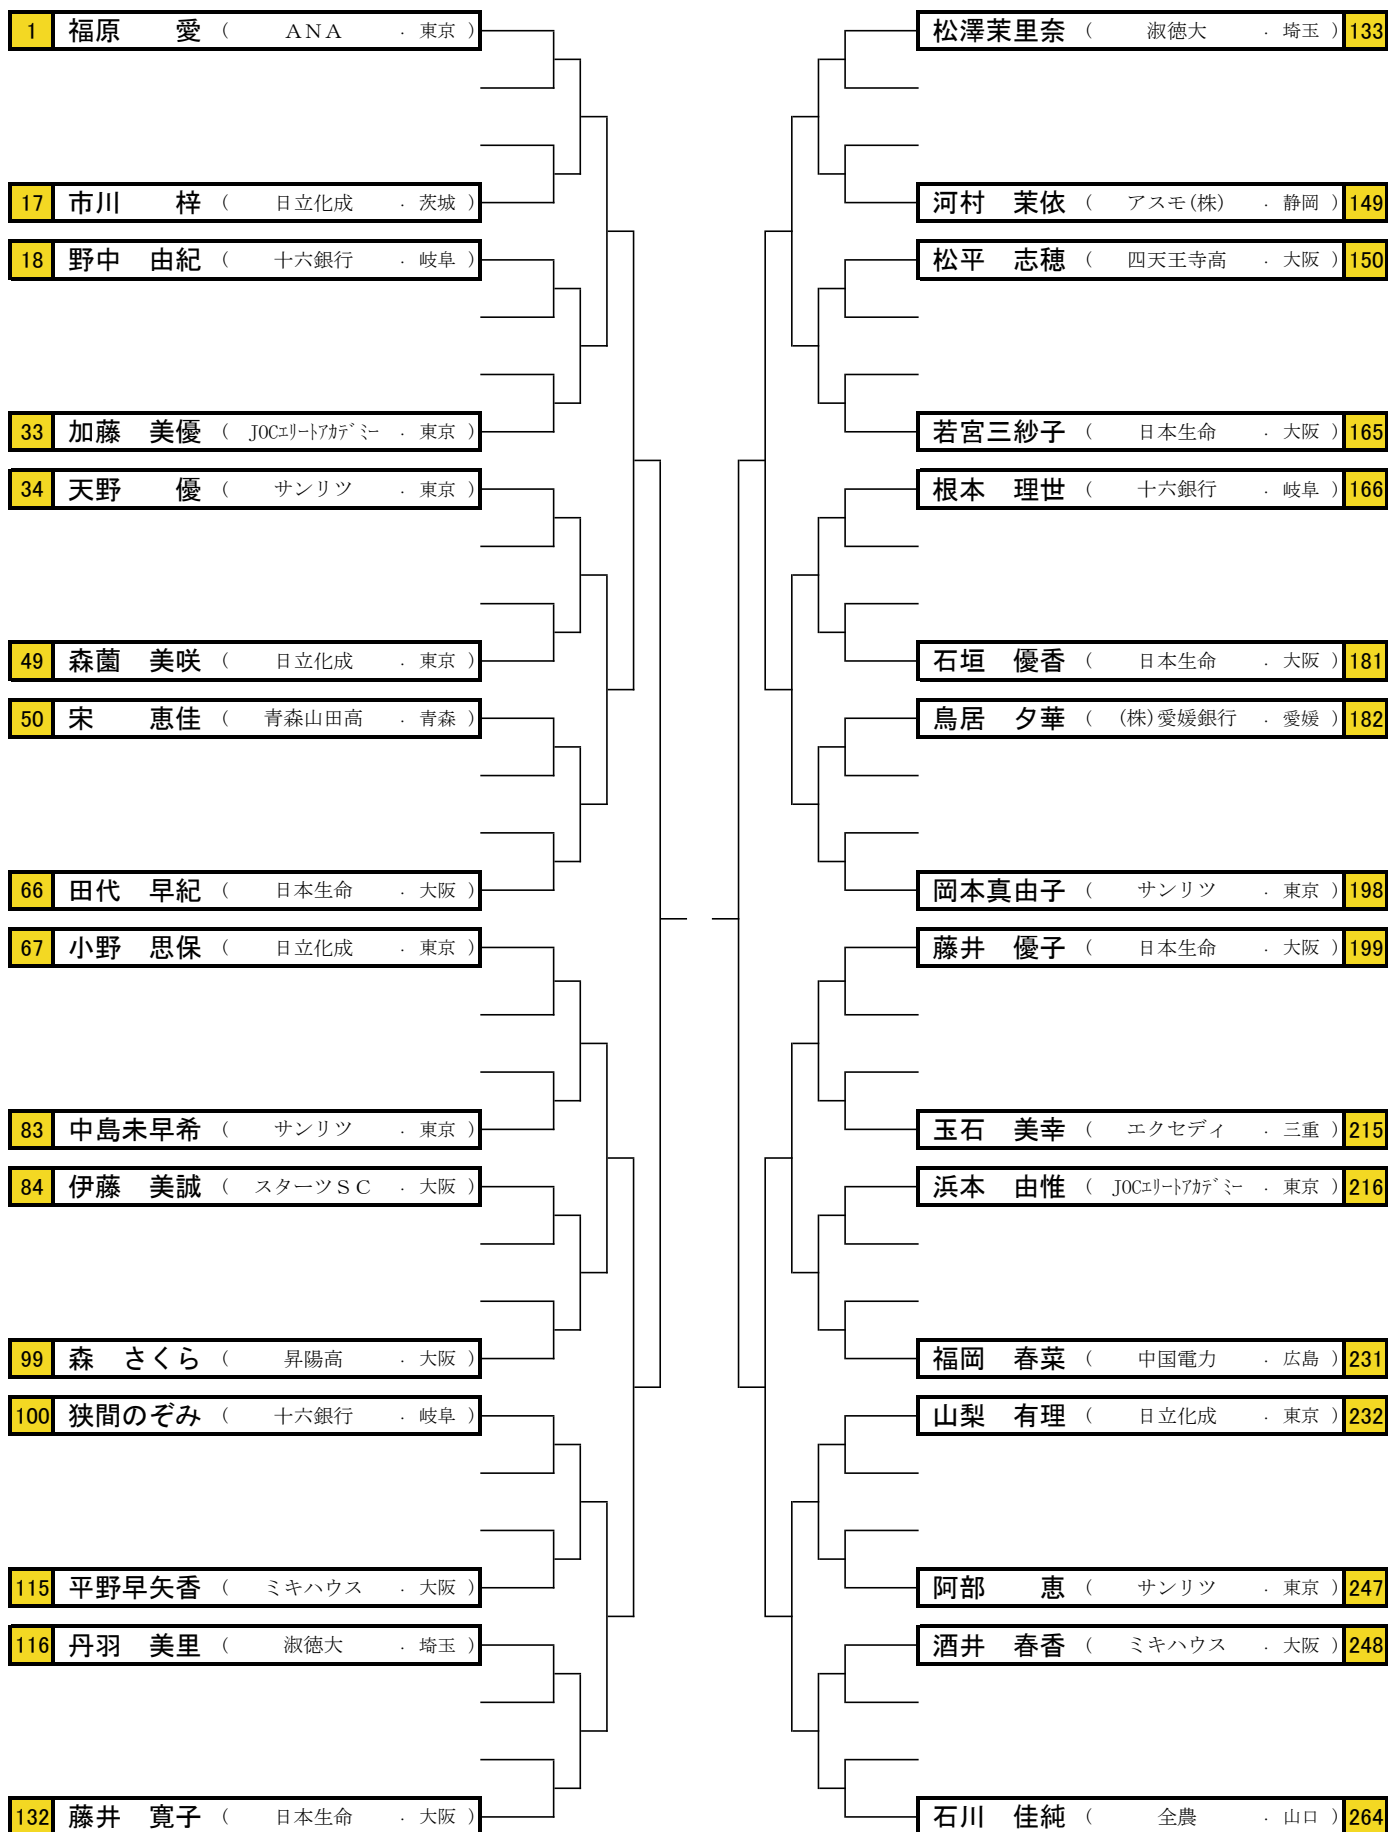 1 福原　愛 ( ＡＮＡ . 東京 )
17 市川　梓 ( 日立化成 . 茨城 )
18 野中　由紀 ( 十六銀行 . 岐阜 )
33 加藤　美優 ( JOCｴﾘｰﾄｱｶﾃﾞﾐｰ . 東京 )
34 天野　優 ( サンリツ . 東京 )
49 森薗　美咲 ( 日立化成 . 東京 )
50 宋　恵佳 ( 青森山田高 . 青森 )
66 田代　早紀 ( 日本生命 . 大阪 )
67 小野　思保 ( 日立化成 . 東京 )
83 中島未早希 ( サンリツ . 東京 )
84 伊藤　美誠 ( スターツＳＣ . 大阪 )
99 森　さくら ( 昇陽高 . 大阪 )
100 狭間のぞみ ( 十六銀行 . 岐阜 )
115 平野早矢香 ( ミキハウス . 大阪 )
116 丹羽　美里 ( 淑徳大 . 埼玉 )
132 藤井　寛子 ( 日本生命 . 大阪 )
松澤茉里奈 ( 淑徳大 . 埼玉 ) 133
河村　茉依 ( アスモ(株) . 静岡 ) 149
松平　志穂 ( 四天王寺高 . 大阪 ) 150
若宮三紗子 ( 日本生命 . 大阪 ) 165
根本　理世 ( 十六銀行 . 岐阜 ) 166
石垣　優香 ( 日本生命 . 大阪 ) 181
鳥居　夕華 ( (株)愛媛銀行 . 愛媛 ) 182
岡本真由子 ( サンリツ . 東京 ) 198
藤井　優子 ( 日本生命 . 大阪 ) 199
玉石　美幸 ( エクセディ . 三重 ) 215
浜本　由惟 ( JOCｴﾘｰﾄｱｶﾃﾞﾐｰ . 東京 ) 216
福岡　春菜 ( 中国電力 . 広島 ) 231
山梨　有理 ( 日立化成 . 東京 ) 232
阿部　恵 ( サンリツ . 東京 ) 247
酒井　春香 ( ミキハウス . 大阪 ) 248
石川　佳純 ( 全農 . 山口 ) 264